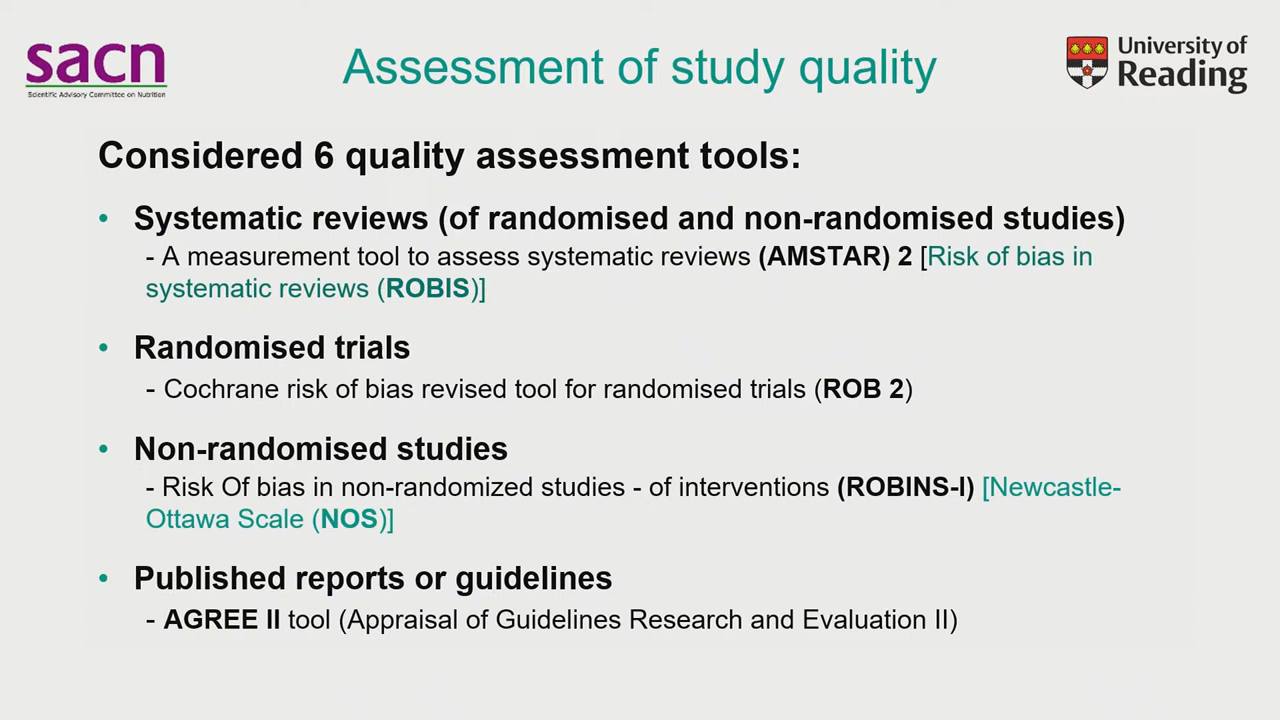 sacn
Scientific Advisory Committee on Nutrition
Assessment of study quality
University of
Reading
Considered 6 quality assessment tools:
• Systematic reviews (of randomised and non-randomised studies)
- A measurement tool to assess systematic reviews (AMSTAR) 2 [Risk of bias in
systematic reviews (ROBIS)]
• Randomised trials
- Cochrane risk of bias revised tool for randomised trials (ROB 2)
• Non-randomised studies
- Risk Of bias in non-randomized studies - of interventions (ROBINS-I) [Newcastle-
Ottawa Scale (NOS)]
• Published reports or guidelines
- AGREE II tool (Appraisal of Guidelines Research and Evaluation II)